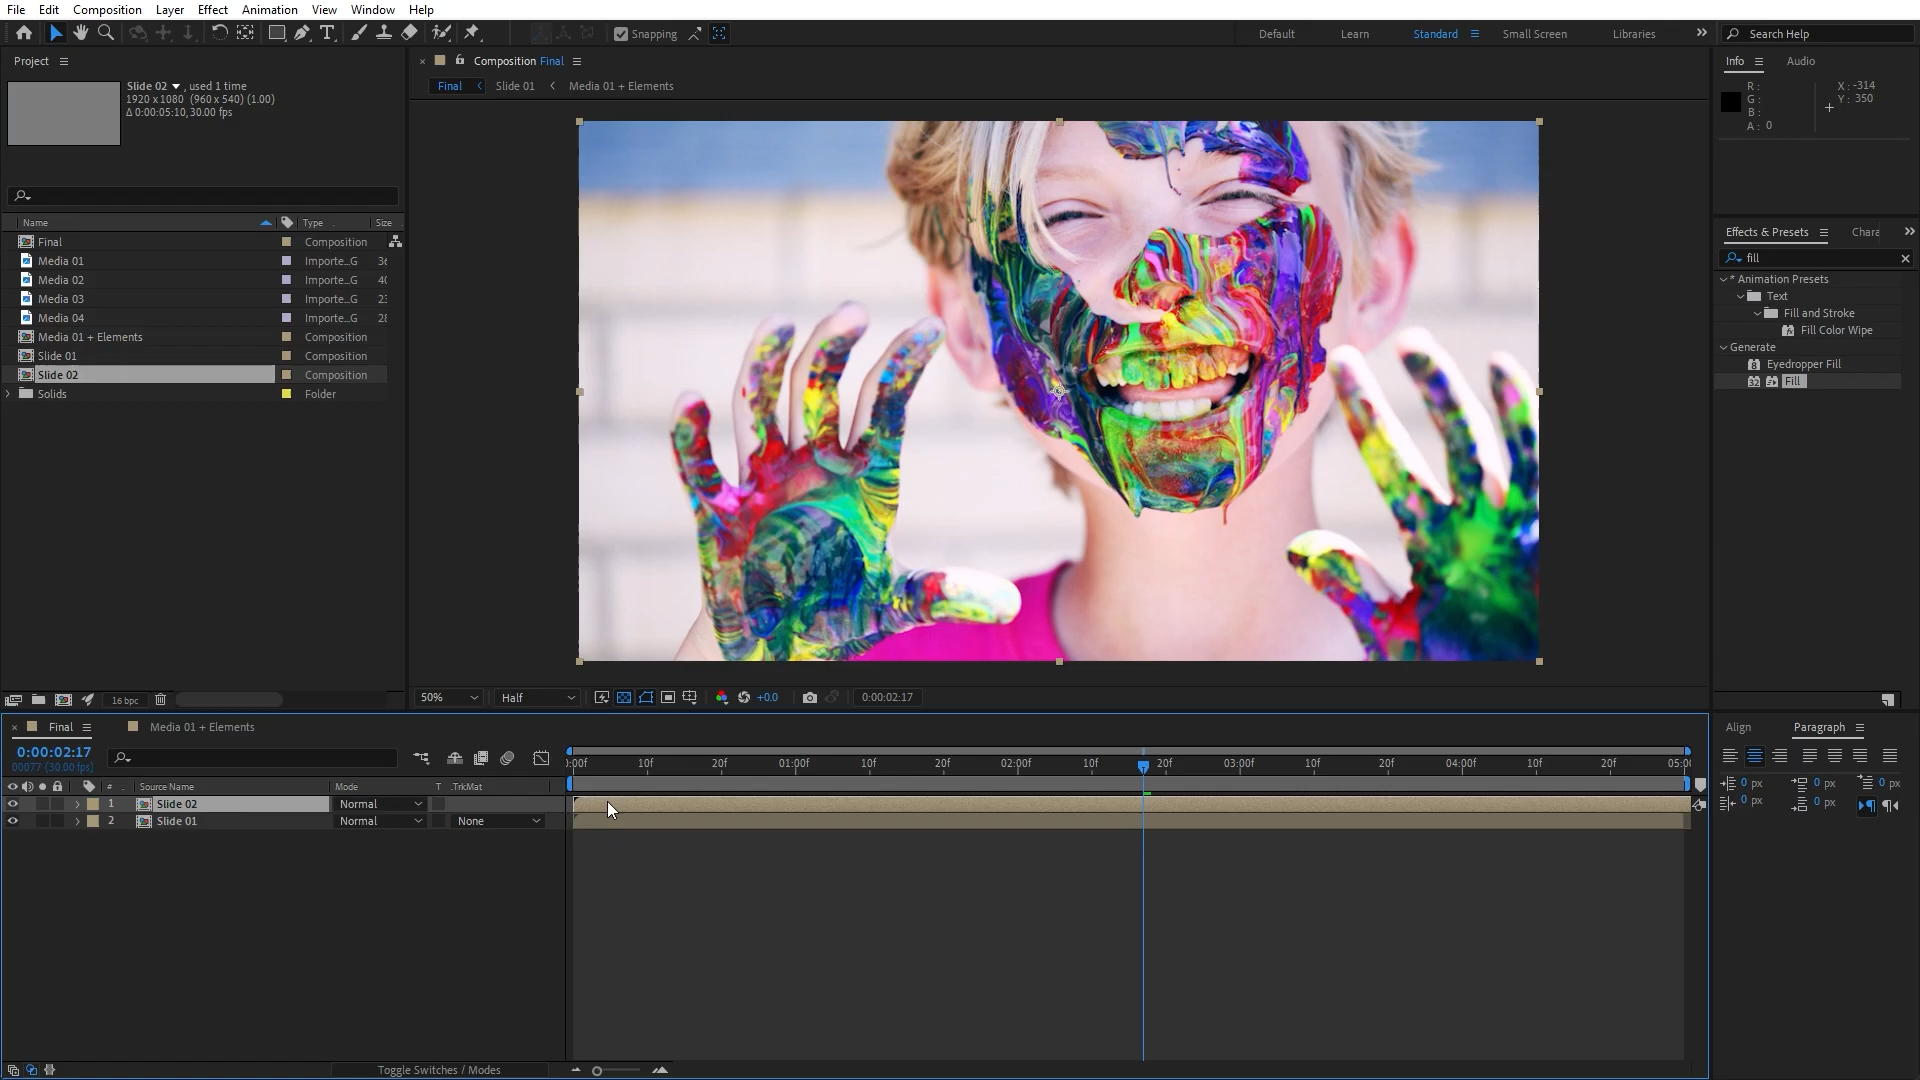 File Edit Composition Layer Effect Animation View Window Help
Snapping Default Learn Standard Small Screen Libraries Search Help
Project
Slide 02 , used 1 time
1920 x 1080 (960 x 540) (1.00)
Δ 0:00:05:10, 30.00 fps
Name Type Size
Final Composition
Media 01 Importe...G 36
Media 02 Importe...G 40
Media 03 Importe...G 23
Media 04 Importe...G 28
Media 01 + Elements Composition
Slide 01 Composition
Slide 02 Composition
Solids Folder
16 bpc
Composition Final
Final Slide 01 Media 01 + Elements
50% Half +0.0 0:00:02:17
Info Audio
R : X : -314
G : Y : 350
B :
A : 0
Effects & Presets Chara
fill
* Animation Presets
Text
Fill and Stroke
Fill Color Wipe
Generate
Eyedropper Fill
32 Fill
Final Media 01 + Elements
0:00:02:17
00077 (30.00 fps)
# Source Name Mode T .TrkMat
1 Slide 02 Normal
2 Slide 01 Normal None
0:00f 10f 20f 01:00f 10f 20f 02:00f 10f 20f 03:00f 10f 20f 04:00f 10f 20f 05:00
Toggle Switches / Modes
Align Paragraph
0 px 0 px 0 px
0 px 0 px